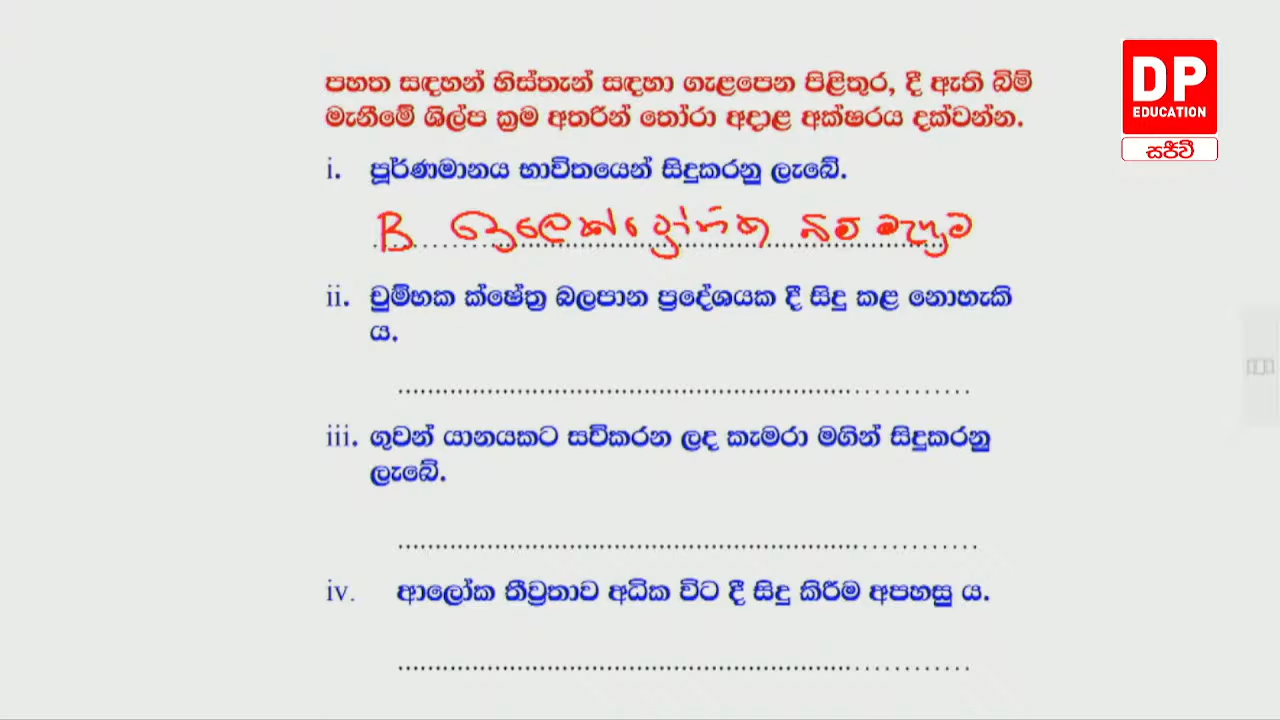 DP
EDUCATION
සජීවී
පහත සඳහන් හිස්තැන් සඳහා ගැළපෙන පිළිතුර, දී ඇති බිම්
මැනීමේ ශිල්ප ක්‍රම අතරින් තෝරා අදාළ අක්ෂරය දක්වන්න.
i. පූර්ණමානය භාවිතයෙන් සිදුකරනු ලැබේ.
B ඉලෙක්ට්‍රොනික බිම් මැනුම
ii. චුම්භක ක්ෂේත්‍ර බලපාන ප්‍රදේශයක දී සිදු කළ නොහැකි
ය.
iii. ගුවන් යානයකට සවිකරන ලද කැමරා මගින් සිදුකරනු
ලැබේ.
iv. ආලෝක තීව්‍රතාව අධික විට දී සිදු කිරීම අපහසු ය.